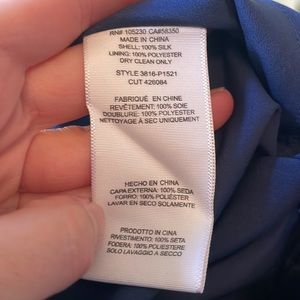 RN# 105230 CA#58350
MADE IN CHINA
SHELL: 100% SILK
LINING: 100% POLYESTER
DRY CLEAN ONLY
STYLE 3816-P1521
CUT 426084
FABRIQUÉ EN CHINE
REVÊTEMENT: 100% SOIE
DOUBLURE: 100% POLYESTER
NETTOYAGE À SEC UNIQUEMENT
HECHO EN CHINA
CAPA EXTERNA: 100% SEDA
FORRO: 100% POLIÉSTER
LAVAR EN SECO SOLAMENTE
PRODOTTO IN CINA
RIVESTIMENTO: 100% SETA
FODERA: 100% POLIESTERE
SOLO LAVAGGIO A SECCO